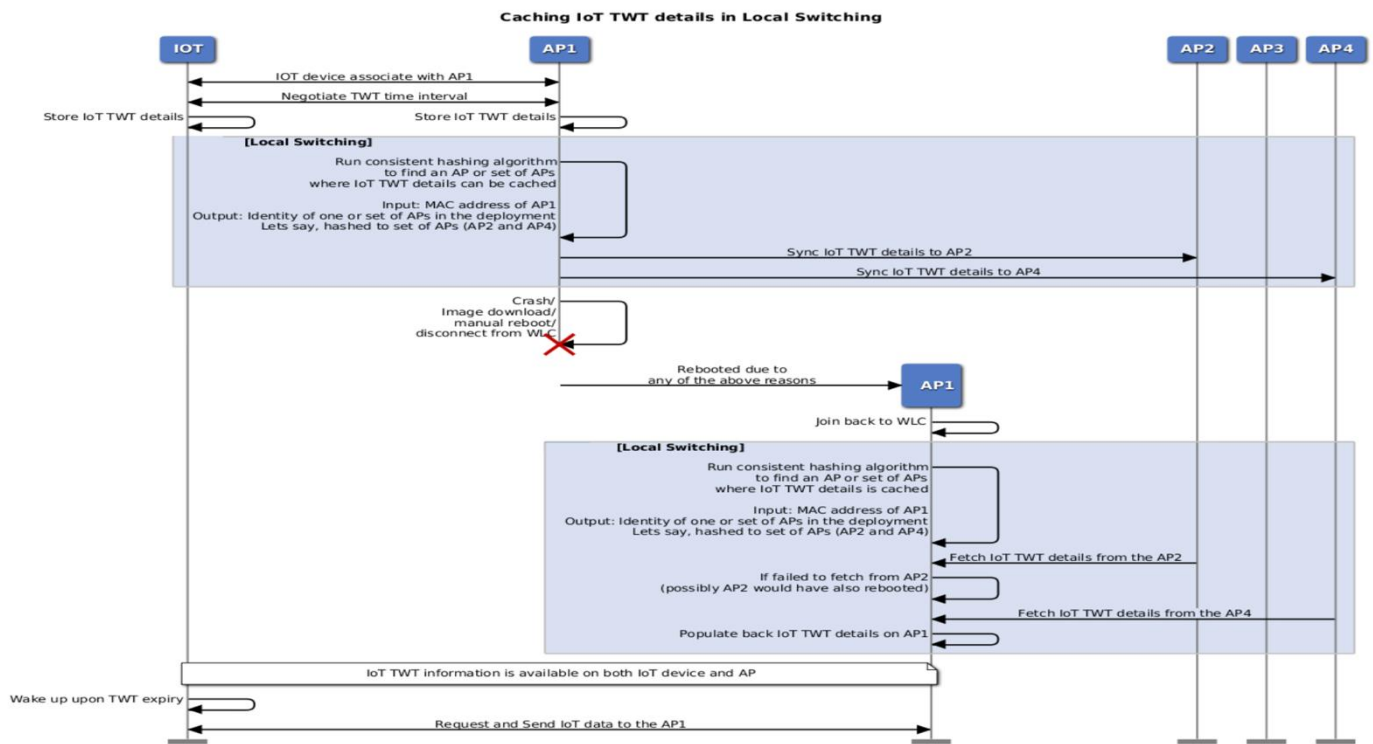 Caching IoT TWT details in Local Switching
IOT
AP1
AP2
AP3
AP4
IOT device associate with AP1
Negotiate TWT time interval
Store IoT TWT details
Store IoT TWT details
[Local Switching]
Run consistent hashing algorithm
to find an AP or set of APs
where IoT TWT details can be cached
Input: MAC address of AP1
Output: Identity of one or set of APs in the deployment
Lets say, hashed to set of APs (AP2 and AP4)
Sync IoT TWT details to AP2
Sync IoT TWT details to AP4
Crash/
Image download/
manual reboot/
disconnect from WLC
Rebooted due to
any of the above reasons
AP1
Join back to WLC
[Local Switching]
Run consistent hashing algorithm
to find an AP or set of APs
where IoT TWT details is cached
Input: MAC address of AP1
Output: Identity of one or set of APs in the deployment
Lets say, hashed to set of APs (AP2 and AP4)
Fetch IoT TWT details from the AP2
If failed to fetch from AP2
(possibly AP2 would have also rebooted)
Fetch IoT TWT details from the AP4
Populate back IoT TWT details on AP1
IoT TWT information is available on both IoT device and AP
Wake up upon TWT expiry
Request and Send IoT data to the AP1